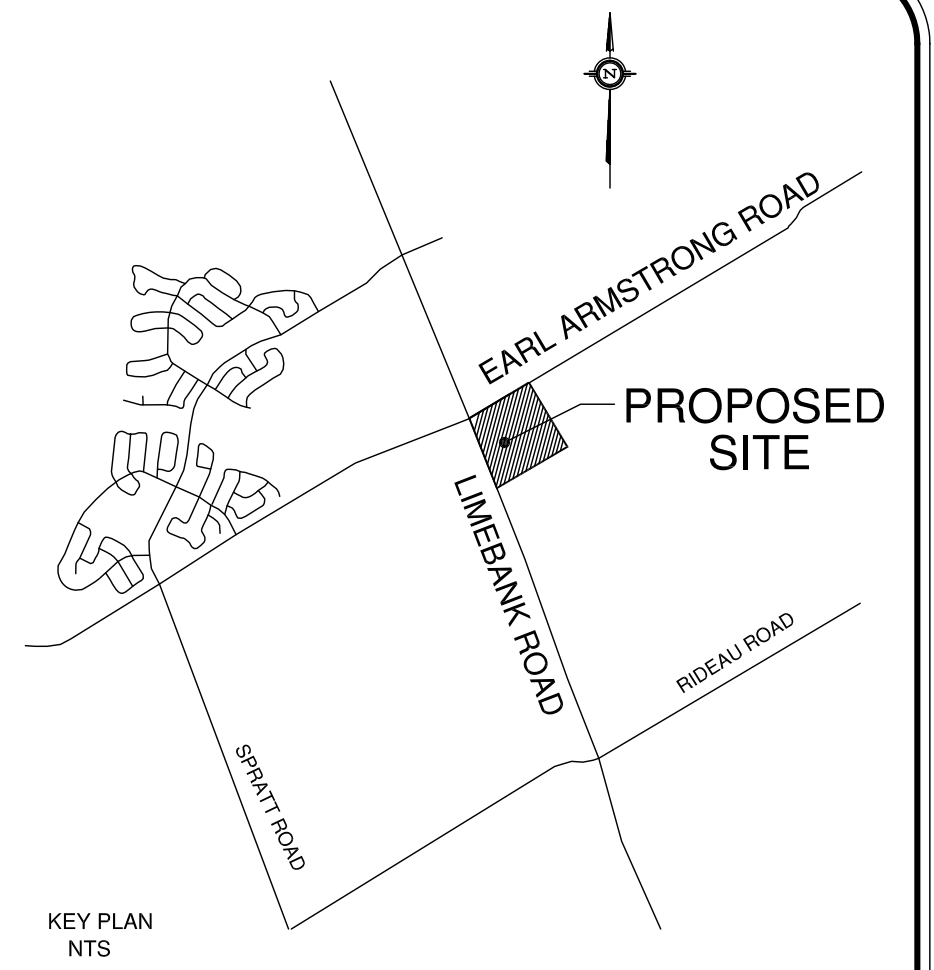 N
EARL ARMSTRONG ROAD
PROPOSED
SITE
LIMEBANK ROAD
RIDEAU ROAD
SPRATT ROAD
KEY PLAN
NTS